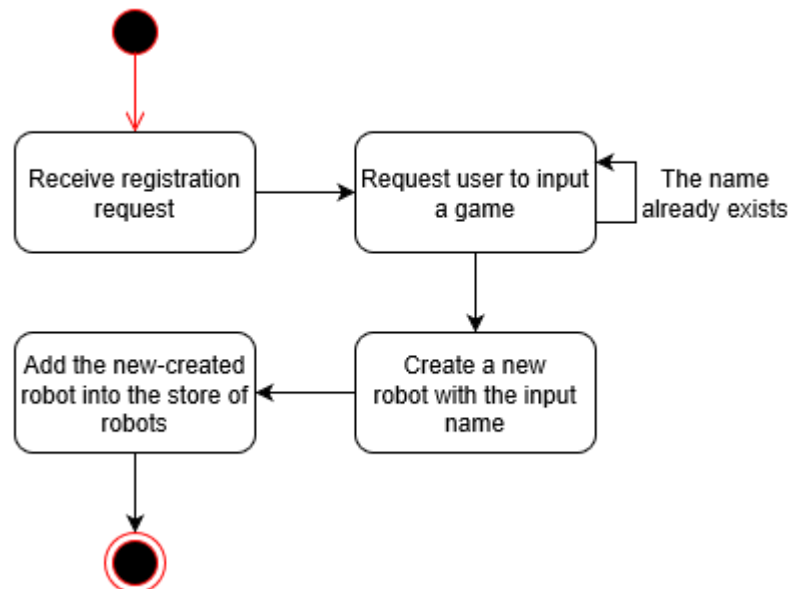 Receive registration
request
Request user to input
a game
The name
already exists
Add the new-created
robot into the store of
robots
Create a new
robot with the input
name